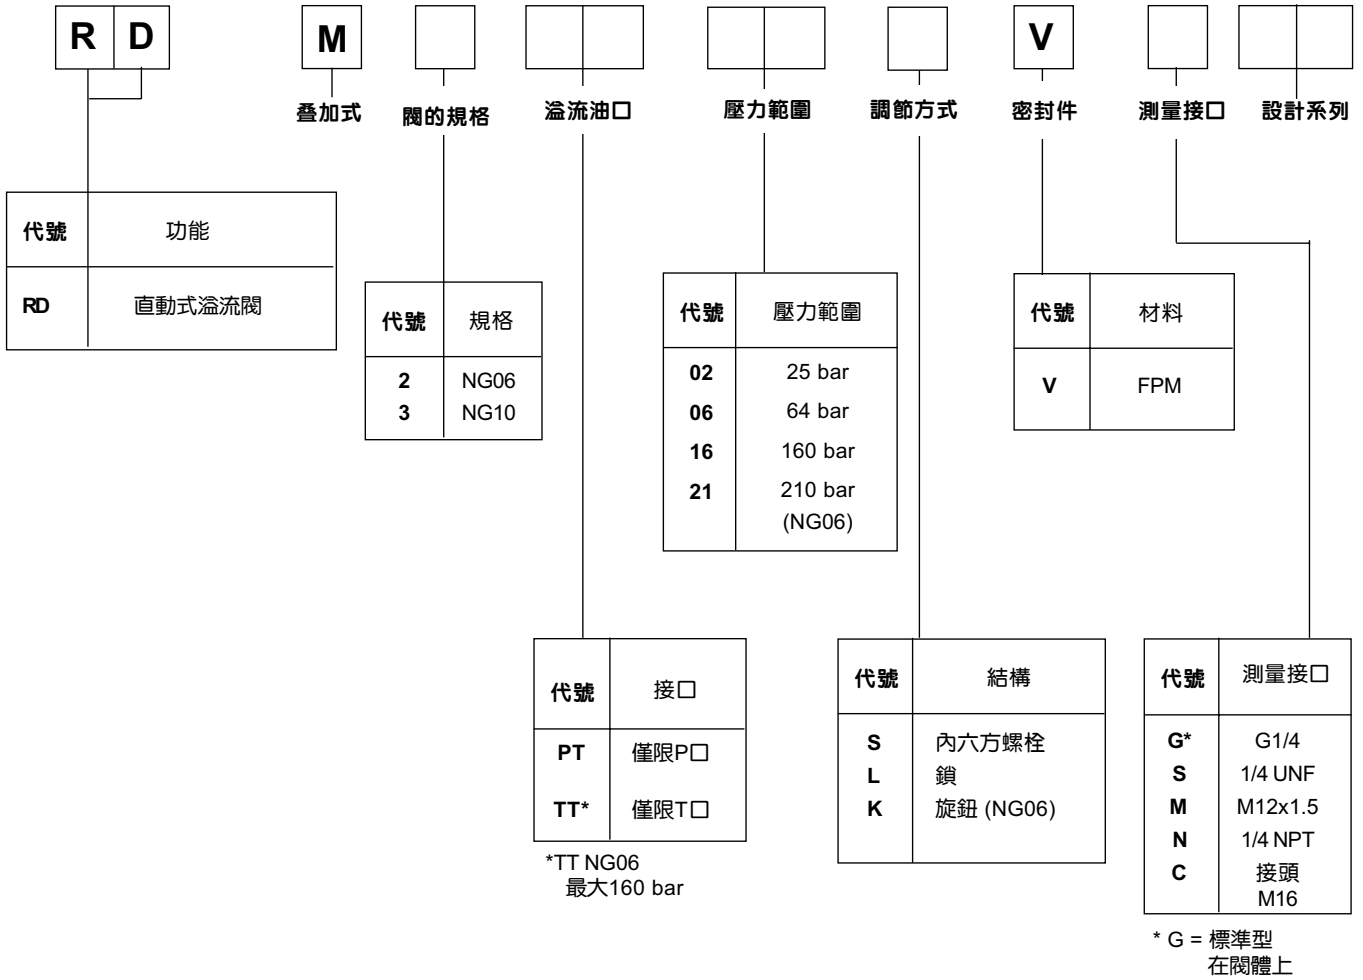 R D M V
叠加式 閥的規格 溢流油口 壓力範圍 調節方式 密封件 測量接口 設計系列
代號 功能
RD 直動式溢流閥
代號 規格
2 NG06
3 NG10
代號 壓力範圍
02 25 bar
06 64 bar
16 160 bar
21 210 bar
(NG06)
代號 材料
V FPM
代號 接口
PT 僅限P口
TT* 僅限T口
*TT NG06
最大160 bar
代號 結構
S 內六方螺栓
L 鎖
K 旋鈕 (NG06)
代號 測量接口
G* G1/4
S 1/4 UNF
M M12x1.5
N 1/4 NPT
C 接頭
M16
* G = 標準型
在閥體上